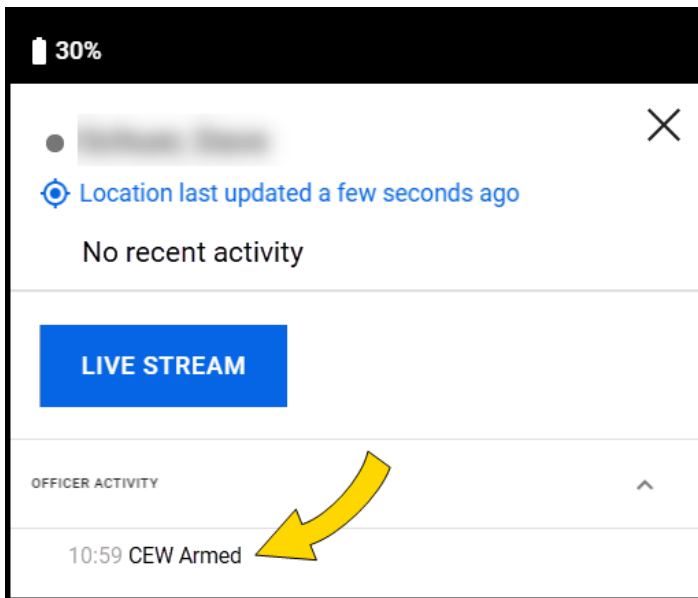 30%
Location last updated a few seconds ago
No recent activity
LIVE STREAM
OFFICER ACTIVITY
10:59 CEW Armed